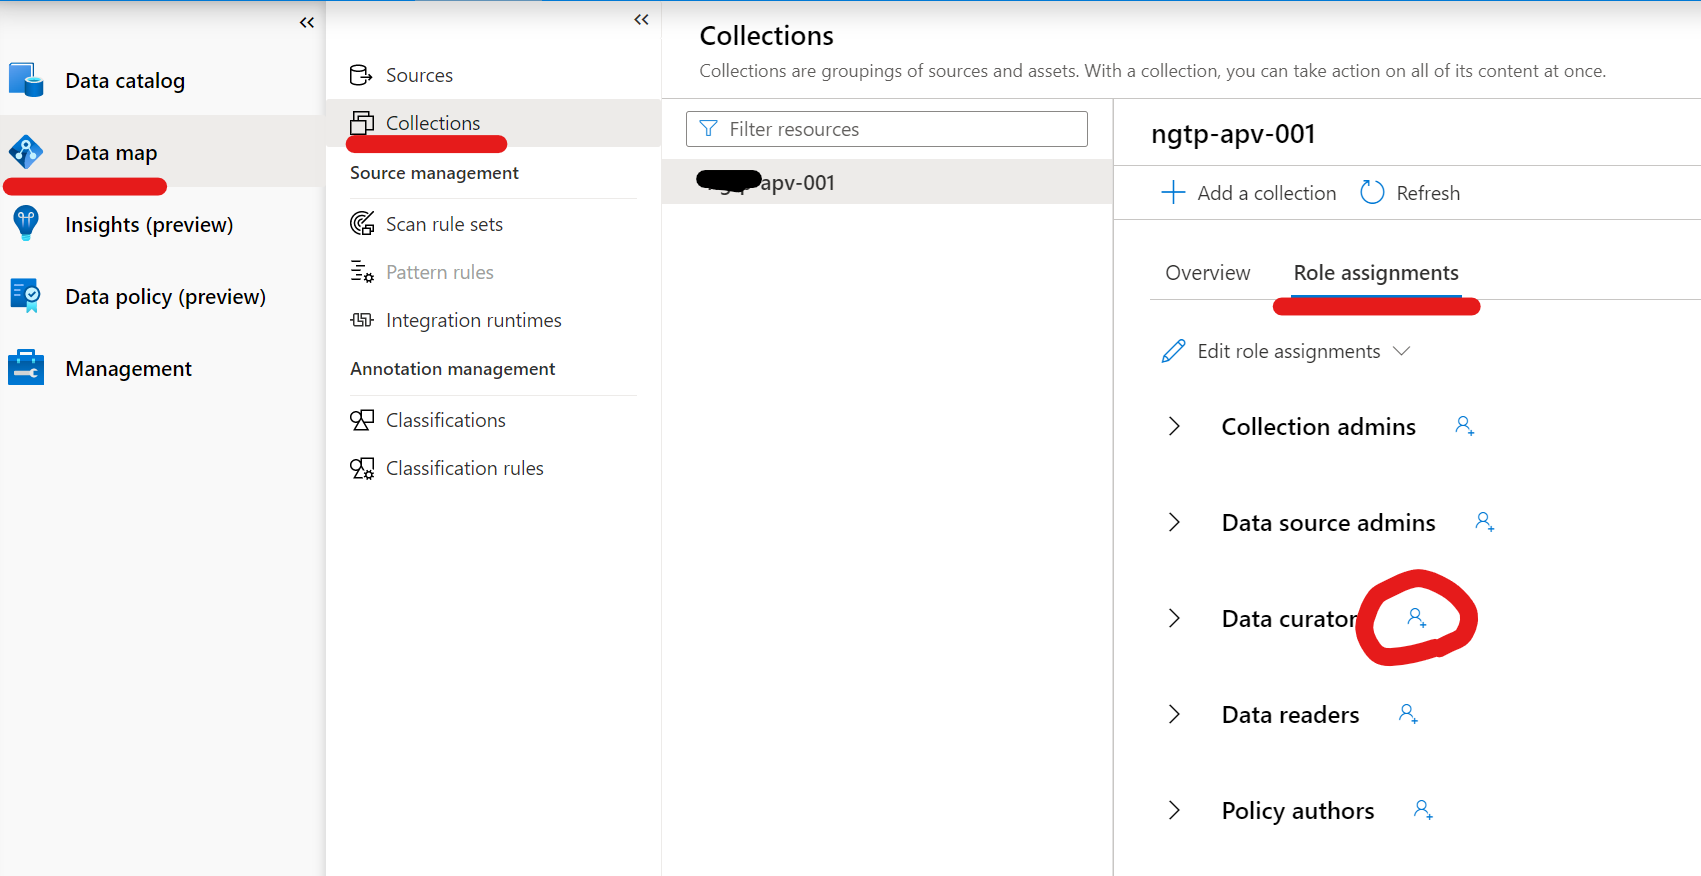 Data catalog
Data map
Insights (preview)
Data policy (preview)
Management
Sources
Collections
Source management
Scan rule sets
Pattern rules
Integration runtimes
Annotation management
Classifications
Classification rules
Collections
Collections are groupings of sources and assets. With a collection, you can take action on all of its content at once.
Filter resources
apv-001
ngtp-apv-001
Add a collection Refresh
Overview Role assignments
Edit role assignments
Collection admins
Data source admins
Data curator
Data readers
Policy authors